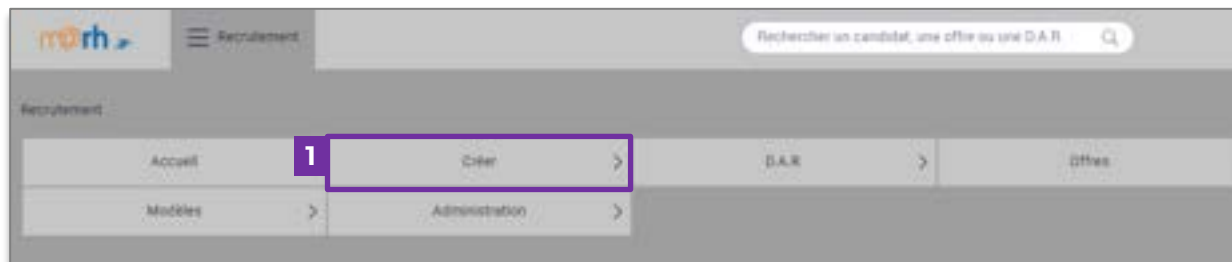 m@rh
Recrutement
Rechercher un candidat, une offre ou une D.A.R
Recrutement
Accueil
1
Créer
D.A.R
Offres
Modèles
Administration